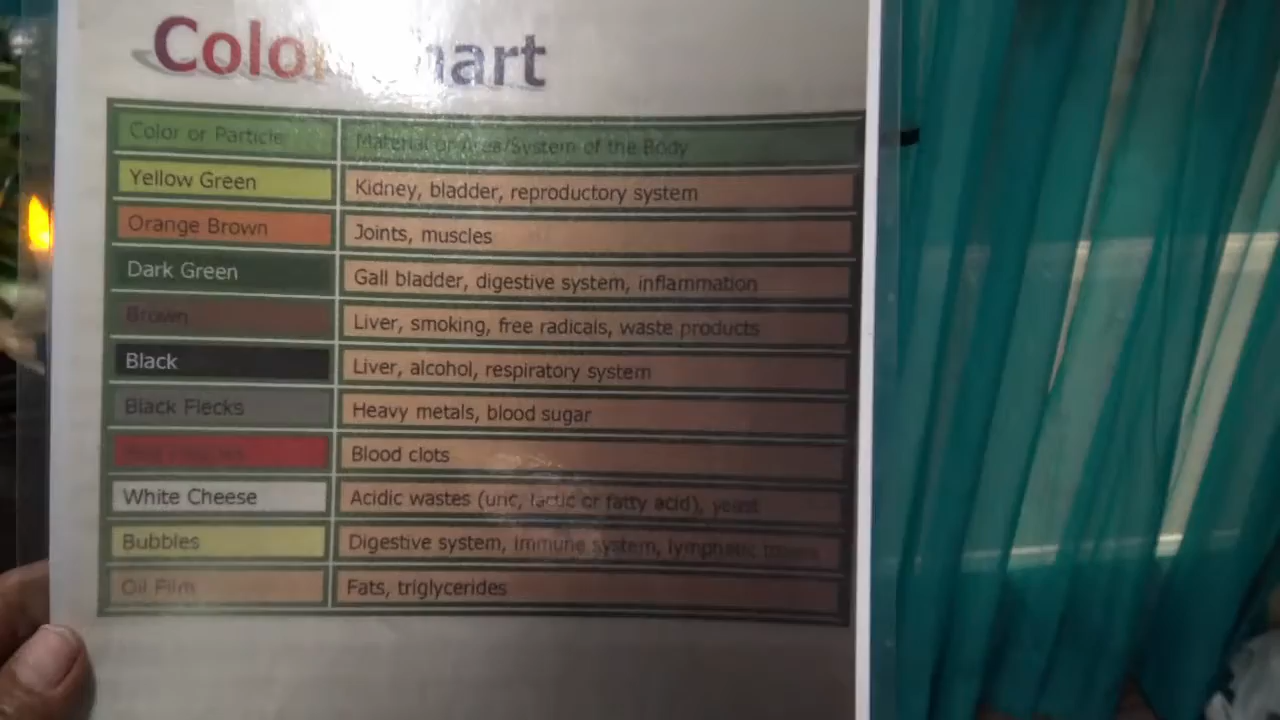 Color Chart
Color or Particle
Material or Area/System of the Body
Yellow Green
Kidney, bladder, reproductory system
Orange Brown
Joints, muscles
Dark Green
Gall bladder, digestive system, inflammation
Brown
Liver, smoking, free radicals, waste products
Black
Liver, alcohol, respiratory system
Black Flecks
Heavy metals, blood sugar
Blood clots
White Cheese
Acidic wastes (uric, lactic or fatty acid), yeast
Bubbles
Digestive system, immune system, lymphatic
Oil Film
Fats, triglycerides